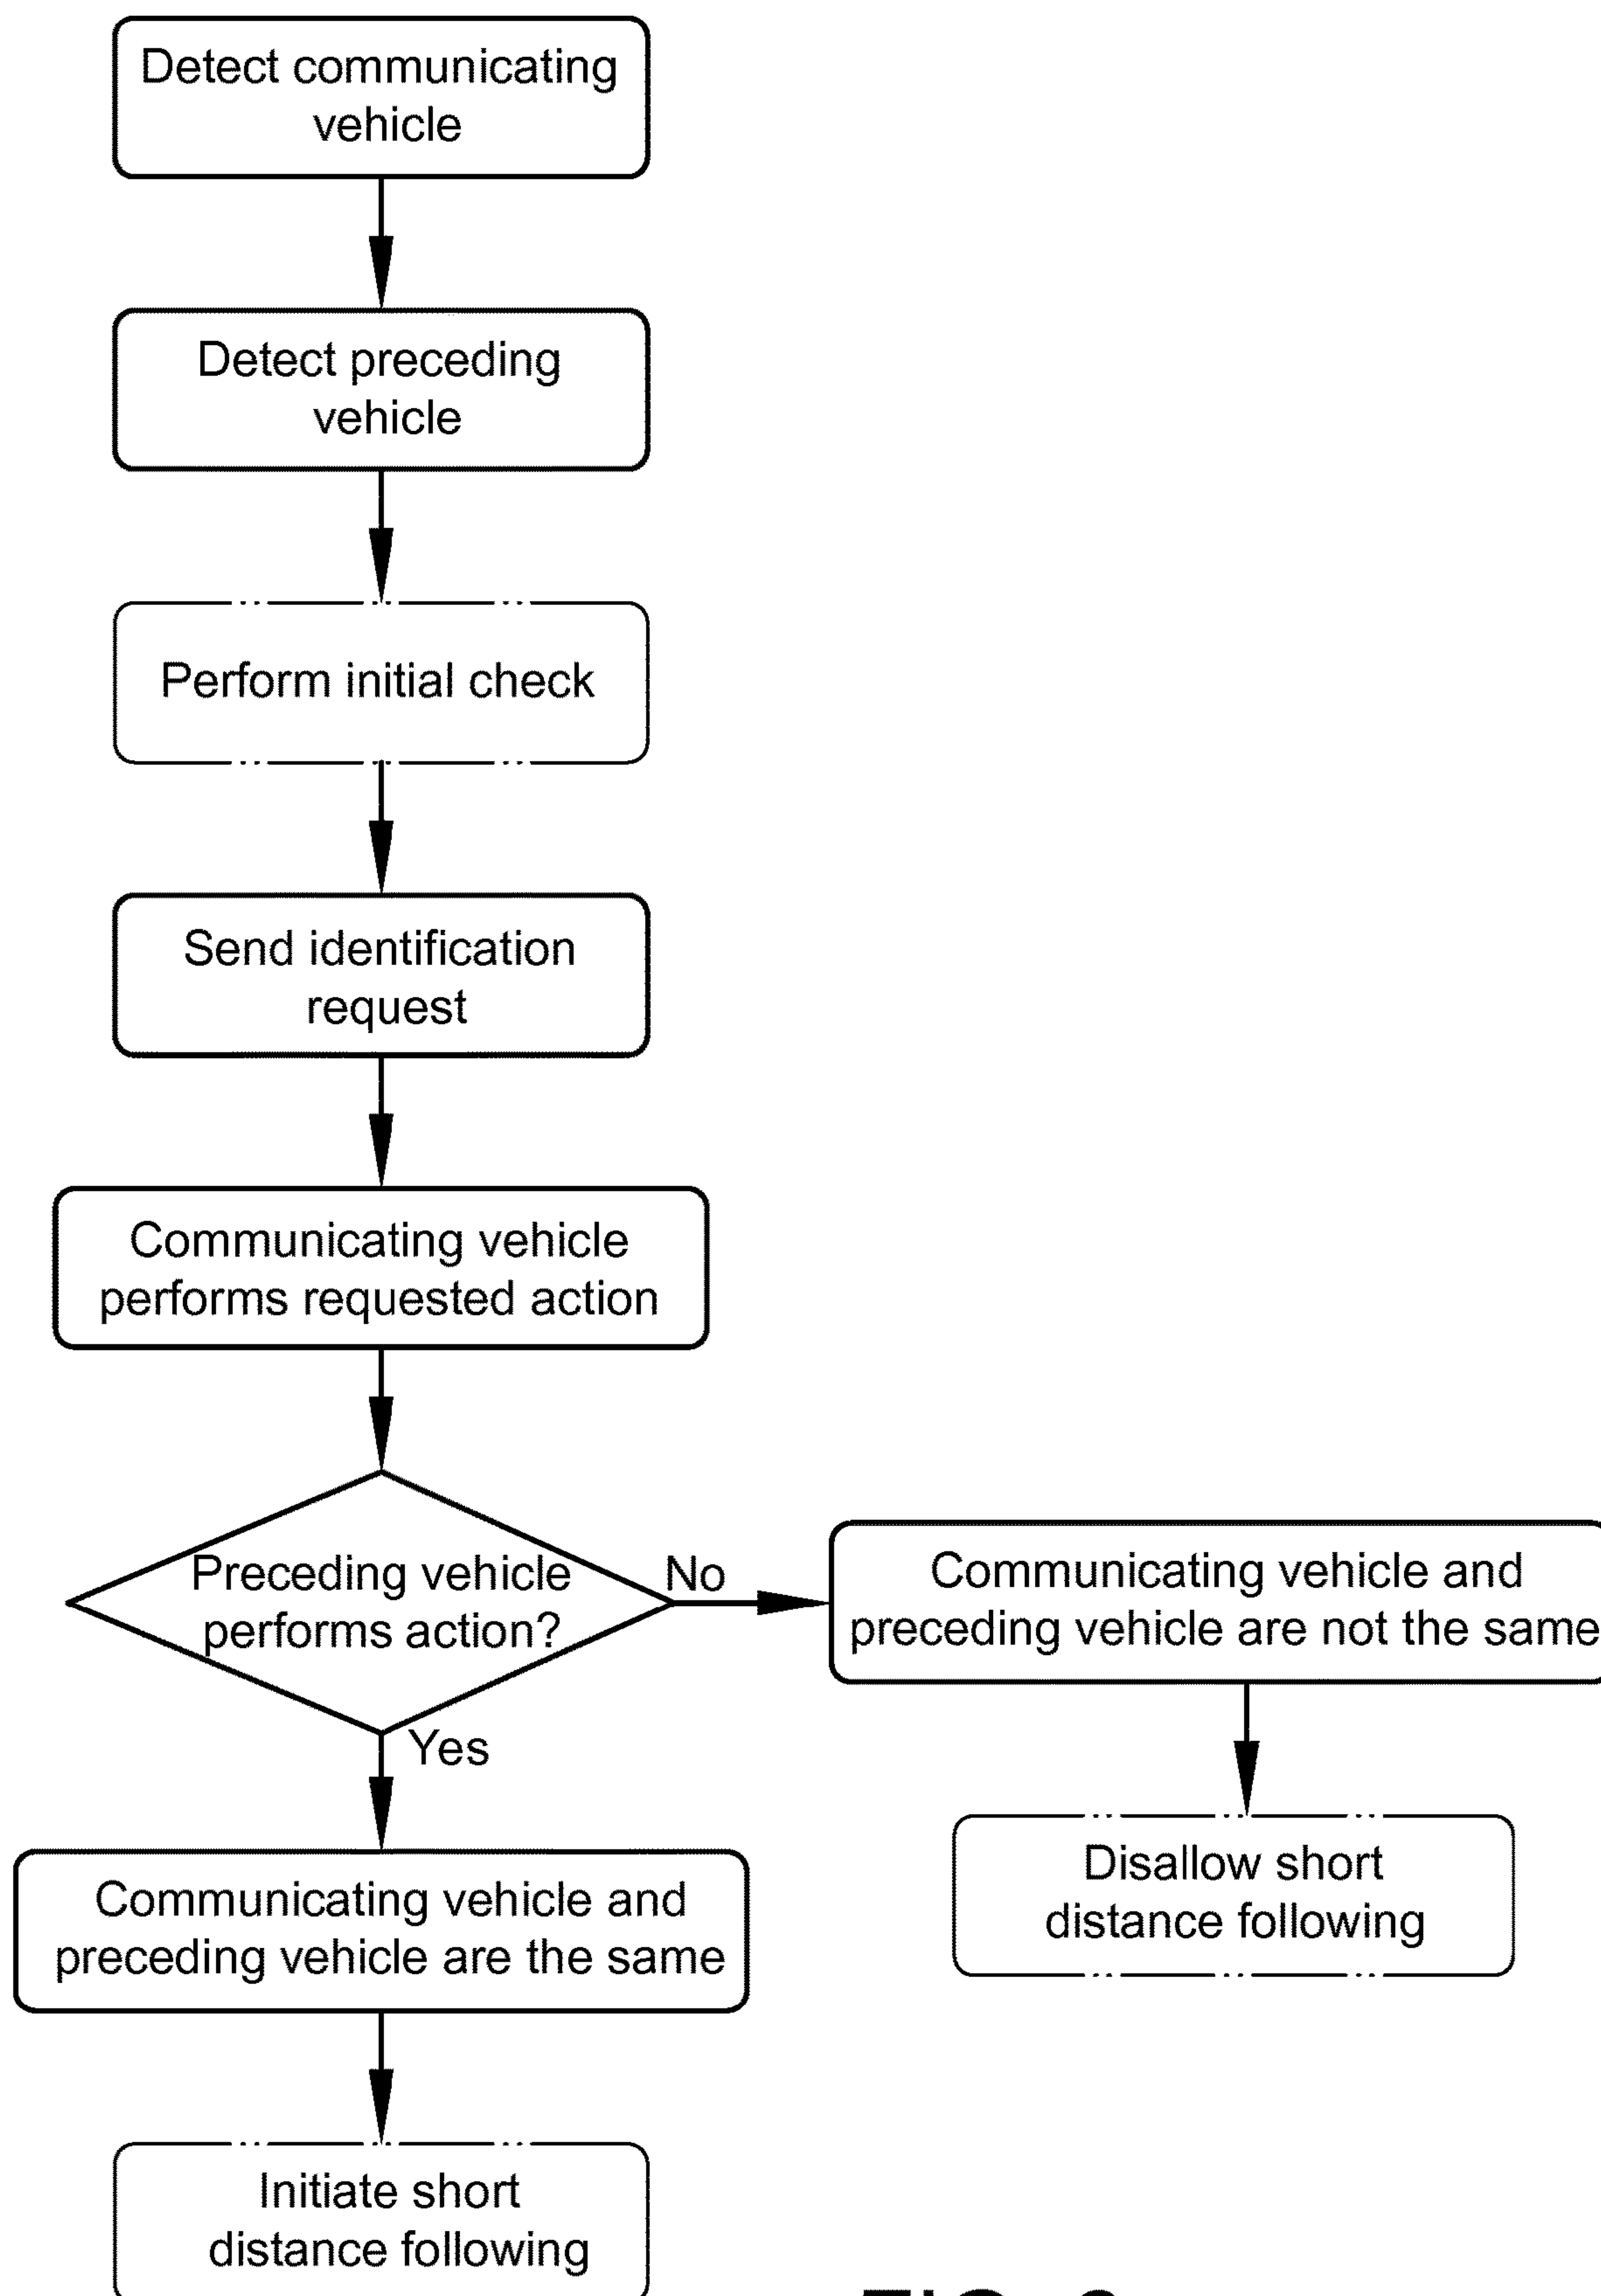 Detect communicating
vehicle
Detect preceding
vehicle
Perform initial check
Send identification
request
Communicating vehicle
performs requested action
Preceding vehicle
performs action?
No
Communicating vehicle and
preceding vehicle are not the same
Yes
Disallow short
distance following
Communicating vehicle and
preceding vehicle are the same
Initiate short
distance following